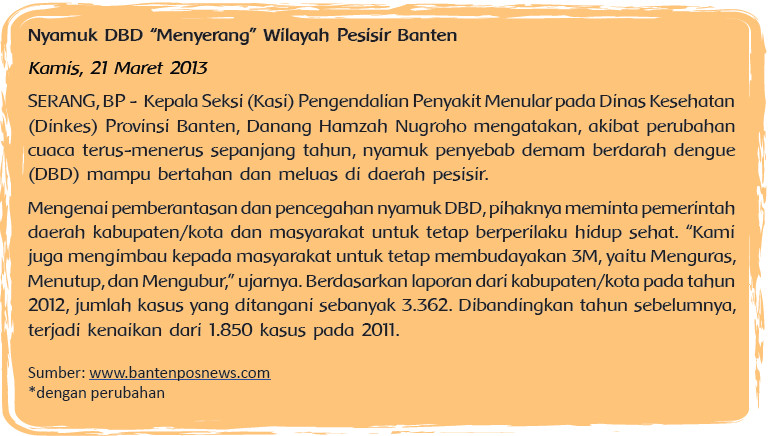 Nyamuk DBD “Menyerang” Wilayah Pesisir Banten
Kamis, 21 Maret 2013
SERANG, BP - Kepala Seksi (Kasi) Pengendalian Penyakit Menular pada Dinas Kesehatan
(Dinkes) Provinsi Banten, Danang Hamzah Nugroho mengatakan, akibat perubahan
cuaca terus-menerus sepanjang tahun, nyamuk penyebab demam berdarah dengue
(DBD) mampu bertahan dan meluas di daerah pesisir.
Mengenai pemberantasan dan pencegahan nyamuk DBD, pihaknya meminta pemerintah
daerah kabupaten/kota dan masyarakat untuk tetap berperilaku hidup sehat. “Kami
juga mengimbau kepada masyarakat untuk tetap membudayakan 3M, yaitu Menguras,
Menutup, dan Mengubur,” ujarnya. Berdasarkan laporan dari kabupaten/kota pada tahun
2012, jumlah kasus yang ditangani sebanyak 3.362. Dibandingkan tahun sebelumnya,
terjadi kenaikan dari 1.850 kasus pada 2011.
Sumber: www.bantenposnews.com
*dengan perubahan